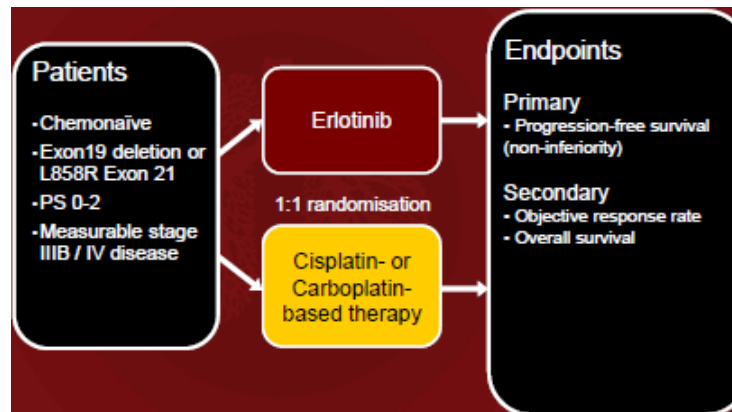 Patients
-Chemonaïve
-Exon19 deletion or
L858R Exon 21
-PS 0-2
-Measurable stage
IIIB / IV disease
Erlotinib
1:1 randomisation
Cisplatin- or
Carboplatin-
based therapy
Endpoints
Primary
- Progression-free survival
(non-inferiority)
Secondary
- Objective response rate
- Overall survival